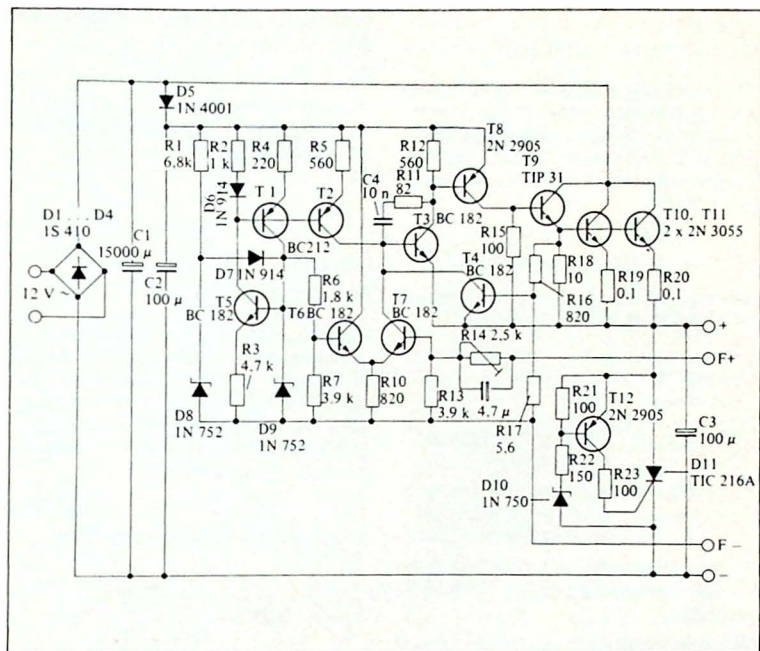 D5
1N 4001
R1
6,8k
R2
1 k
R4
220
R5
560
D6
1N 914
T 1
T2
BC212
C4
10 n
R11
82
R12
560
T3
BC 182
T8
2N 2905
T9
TIP 31
T10, T11
2 x 2N 3055
D1 ... D4
1S 410
C1
15000 µ
C2
100 µ
12 V ~
D7 1N 914
T5
BC 182
R6
1.8 k
T6 BC 182
T7
BC 182
T4
BC 182
R15
100
R18
10
R16
820
R19
0,1
R20
0,1
R3
4,7 k
R7
3,9 k
R10
820
R13
3,9 k
R14 2,5 k
4.7 µ
R17
5,6
D8
1N 752
D9
1N 752
R21
100
T12
2N 2905
R22
150
R23
100
D10
1N 750
D11
TIC 216A
C3
100 µ
+
F+
F −
−